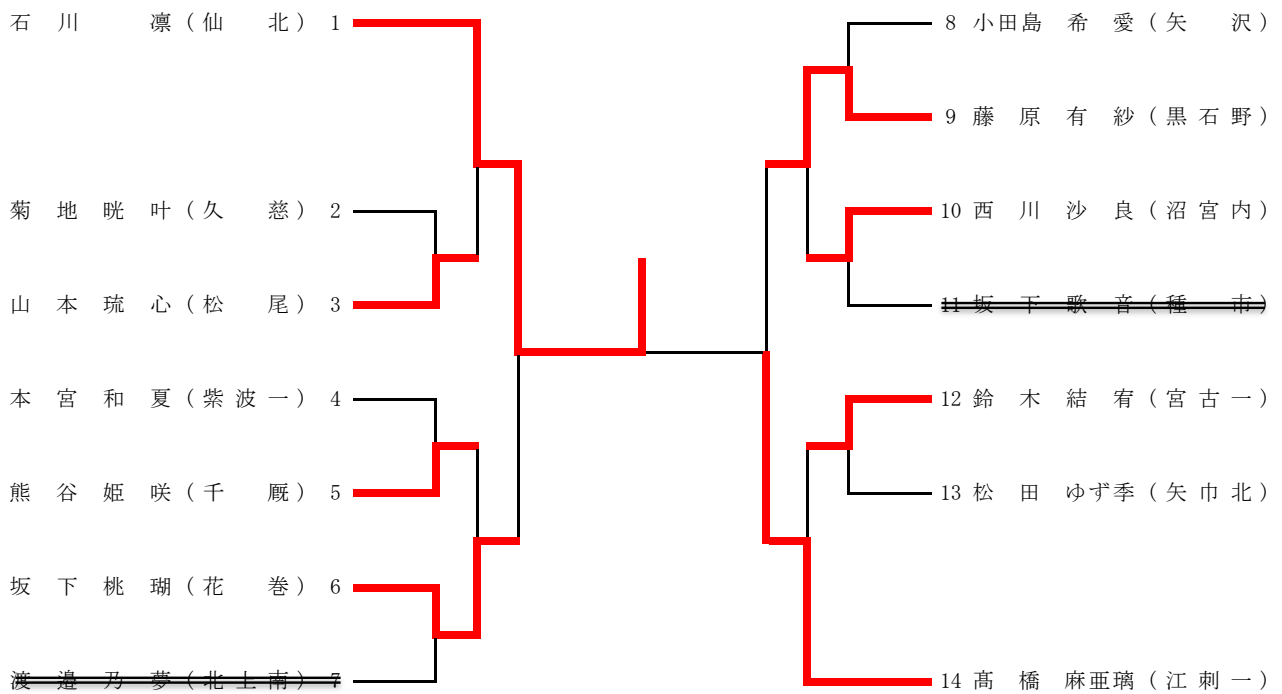 石川　凛（仙北） 1
菊地晄叶（久慈） 2
山本琉心（松尾） 3
本宮和夏（紫波一） 4
熊谷姫咲（千厩） 5
坂下桃瑚（花巻） 6
渡邉乃夢（北上南） 7
8 小田島希愛（矢沢）
9 藤原有紗（黒石野）
10 西川沙良（沼宮内）
11 坂下歌音（種市）
12 鈴木結宥（宮古一）
13 松田ゆず季（矢巾北）
14 髙橋麻亜璃（江刺一）